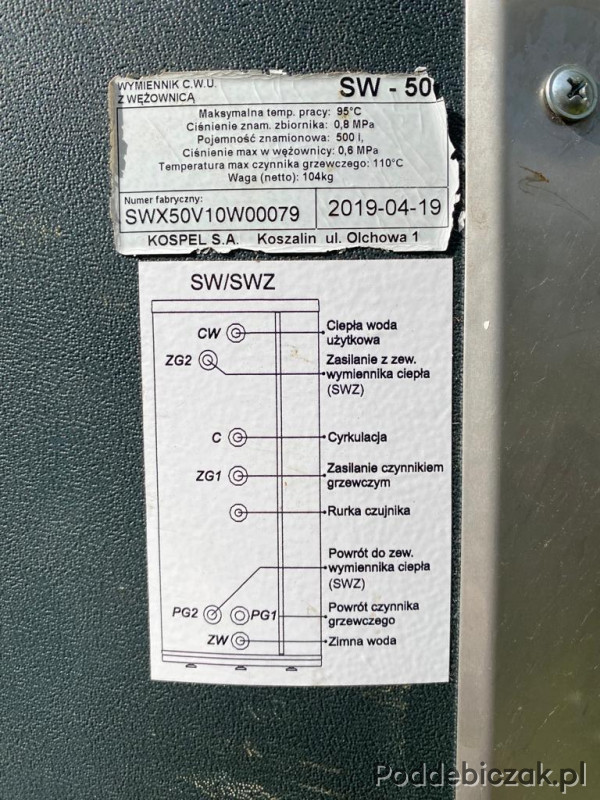 WYMIENNIK C.W.U.
Z WĘŻOWNICĄ
SW - 50
Maksymalna temp. pracy: 95°C
Ciśnienie znam. zbiornika: 0,8 MPa
Pojemność znamionowa: 500 l,
Ciśnienie max w wężownicy: 0,6 MPa
Temperatura max czynnika grzewczego: 110°C
Waga (netto): 104kg
Numer fabryczny:
SWX50V10W00079
2019-04-19
KOSPEL S.A. Koszalin ul. Olchowa 1
SW/SWZ
CW
Ciepła woda
użytkowa
ZG2
Zasilanie z zew.
wymiennika ciepła
(SWZ)
C
Cyrkulacja
ZG1
Zasilanie czynnikiem
grzewczym
Rurka czujnika
Powrót do zew.
wymiennika ciepła
(SWZ)
PG2
PG1
Powrót czynnika
grzewczego
ZW
Zimna woda
Poddebiczak.pl